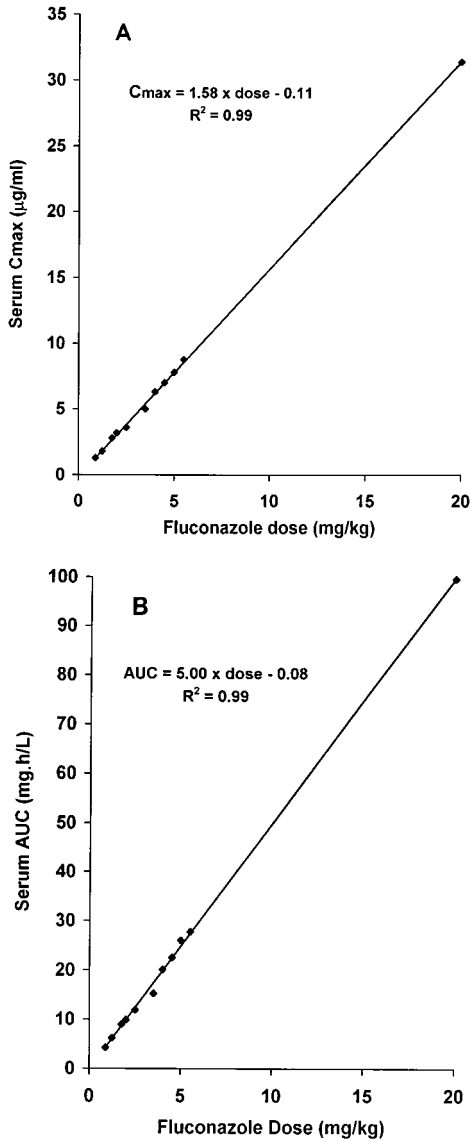 A
Cmax = 1.58 x dose - 0.11
R² = 0.99
35
30
25
20
15
10
5
0
Serum Cmax (µg/ml)
0 5 10 15 20
Fluconazole dose (mg/kg)
B
AUC = 5.00 x dose - 0.08
R² = 0.99
100
90
80
70
60
50
40
30
20
10
0
Serum AUC (mg.h/L)
0 5 10 15 20
Fluconazole Dose (mg/kg)